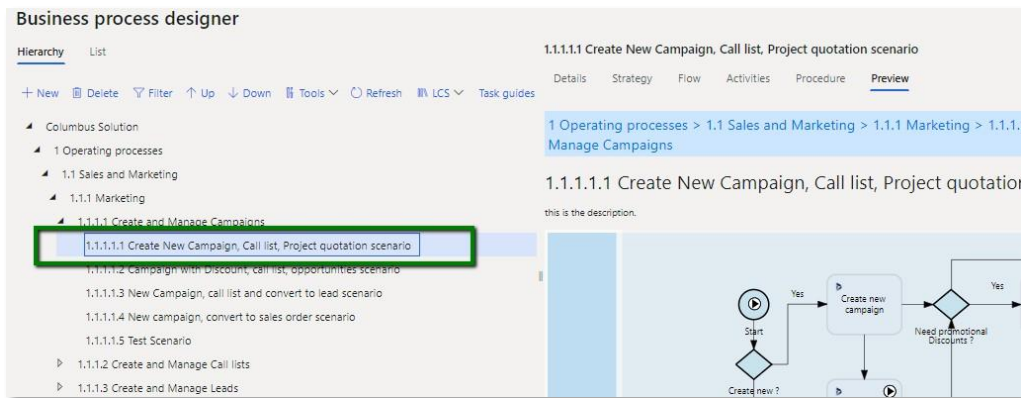 Business process designer
Hierarchy List
+ New Delete Filter Up Down Tools Refresh LCS Task guides
Columbus Solution
1 Operating processes
1.1 Sales and Marketing
1.1.1 Marketing
1.1.1.1 Create and Manage Campaigns
1.1.1.1.1 Create New Campaign, Call list, Project quotation scenario
1.1.1.1.2 Campaign with Discount, call list, opportunities scenario
1.1.1.1.3 New Campaign, call list and convert to lead scenario
1.1.1.1.4 New campaign, convert to sales order scenario
1.1.1.1.5 Test Scenario
1.1.1.2 Create and Manage Call lists
1.1.1.3 Create and Manage Leads
1.1.1.1.1 Create New Campaign, Call list, Project quotation scenario
Details Strategy Flow Activities Procedure Preview
1 Operating processes > 1.1 Sales and Marketing > 1.1.1 Marketing > 1.1.1.
Manage Campaigns
1.1.1.1.1 Create New Campaign, Call list, Project quotation
this is the description.
Start
Yes
Create new
campaign
Yes
Need promotional
Discounts ?
Create new ?